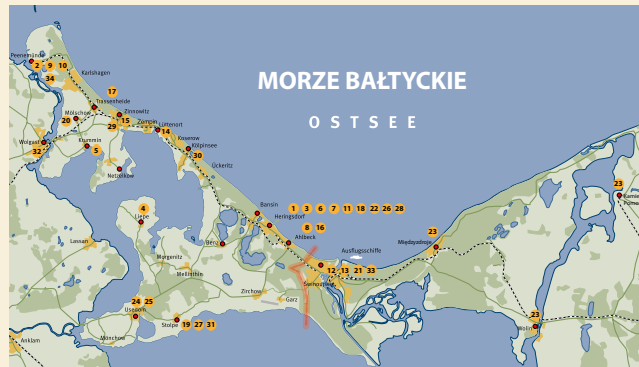 MORZE BAŁTYCKIE
OSTSEE
Peenemünde
2 9 10
34
Karlshagen
17
Trassenheide
Zinnowitz
20
Mölschow
29
15
Zempin
Lüttenort
14
Koserow
Kölpinsee
30
Ückeritz
Wolgast
32
Krummin
5
Netzelkow
23
4
Liepe
Bansin
1 3 6 7 11 18 22 26 28
Heringsdorf
8 16
Ahlbeck
23
Międzyzdroje
Ausflugsschiffe
Lassan
Benz
Morgenitz
Mellenthin
12 13 21 33
Świnoujście
Zirchow
Garz
24 25
Usedom
Stolpe
19 27 31
23
Wolin
Mönchow
Anklam